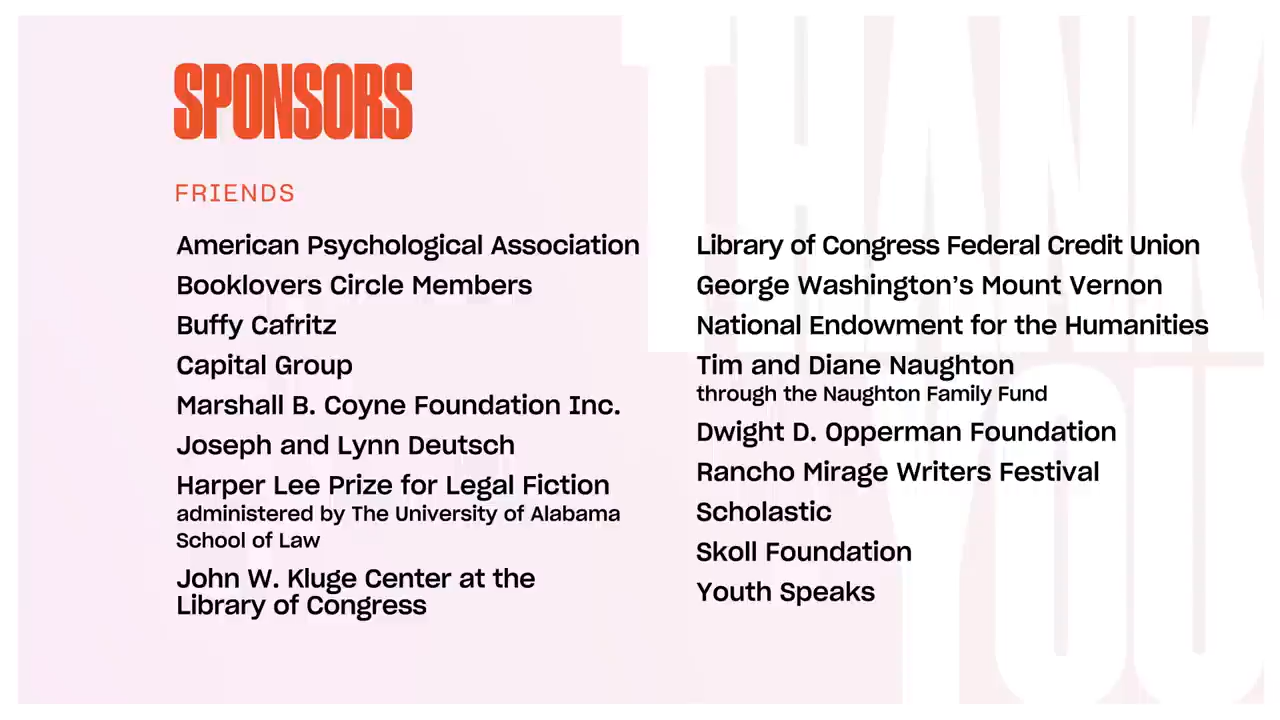 SPONSORS
FRIENDS
American Psychological Association
Booklovers Circle Members
Buffy Cafritz
Capital Group
Marshall B. Coyne Foundation Inc.
Joseph and Lynn Deutsch
Harper Lee Prize for Legal Fiction
administered by The University of Alabama
School of Law
John W. Kluge Center at the
Library of Congress
Library of Congress Federal Credit Union
George Washington’s Mount Vernon
National Endowment for the Humanities
Tim and Diane Naughton
through the Naughton Family Fund
Dwight D. Opperman Foundation
Rancho Mirage Writers Festival
Scholastic
Skoll Foundation
Youth Speaks
THANK
YOU